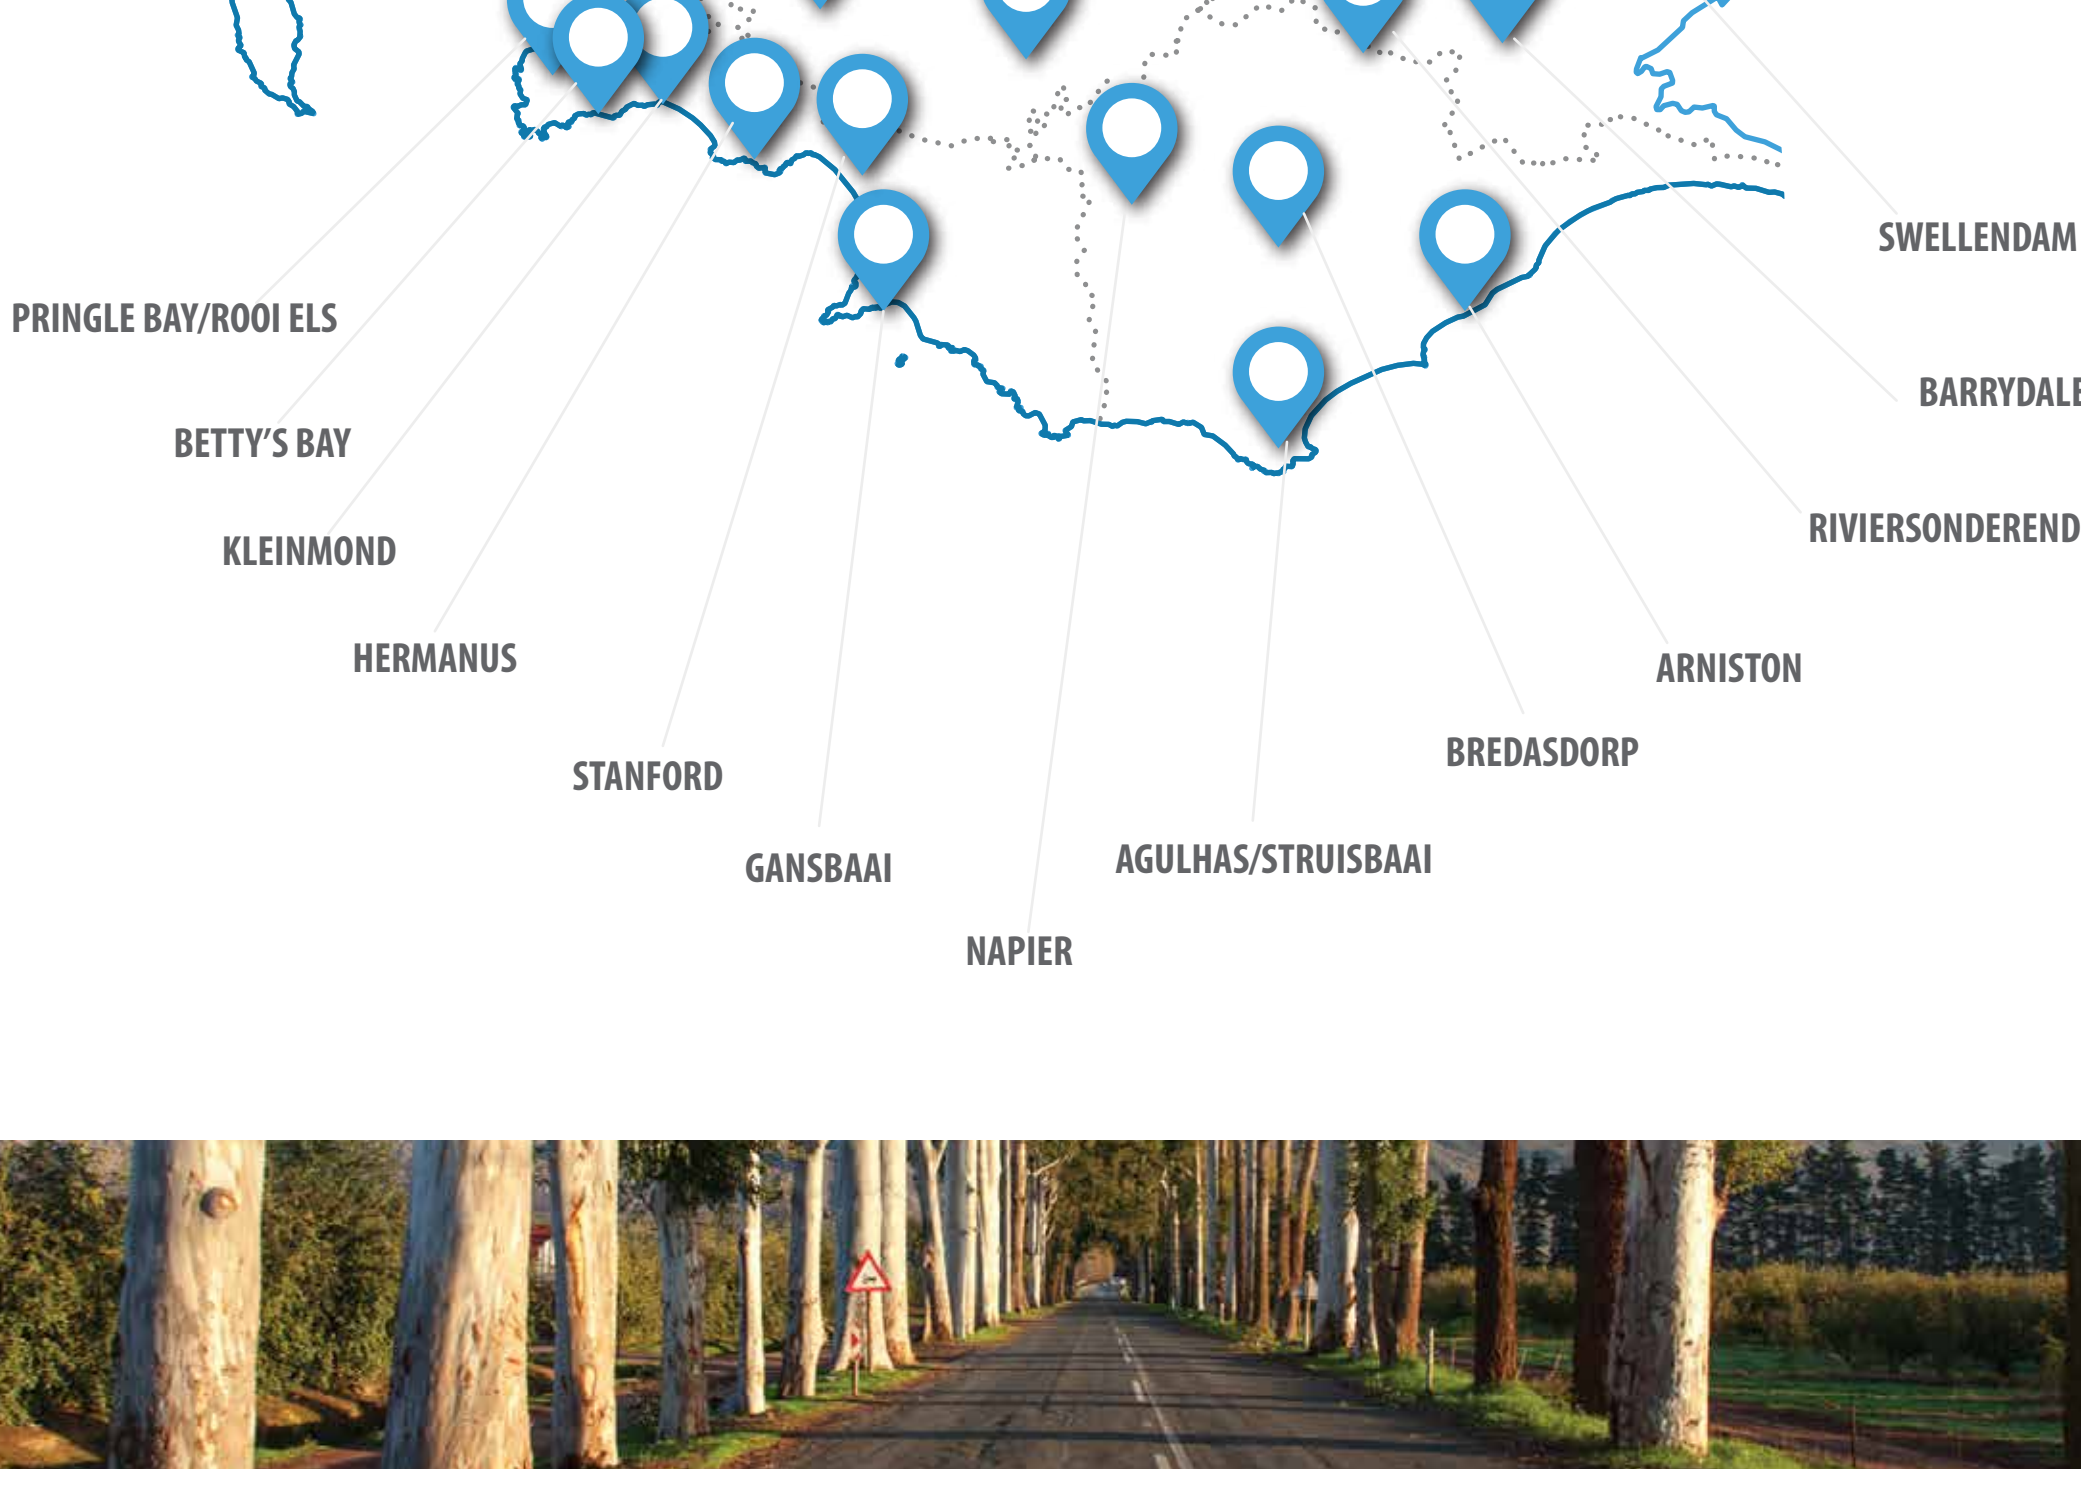 SWELLENDAM
PRINGLE BAY/ROOI ELS
BARRYDALE
BETTY'S BAY
RIVIERSONDEREND
KLEINMOND
HERMANUS
ARNISTON
BREDASDORP
STANFORD
AGULHAS/STRUISBAAI
GANSBAAI
NAPIER